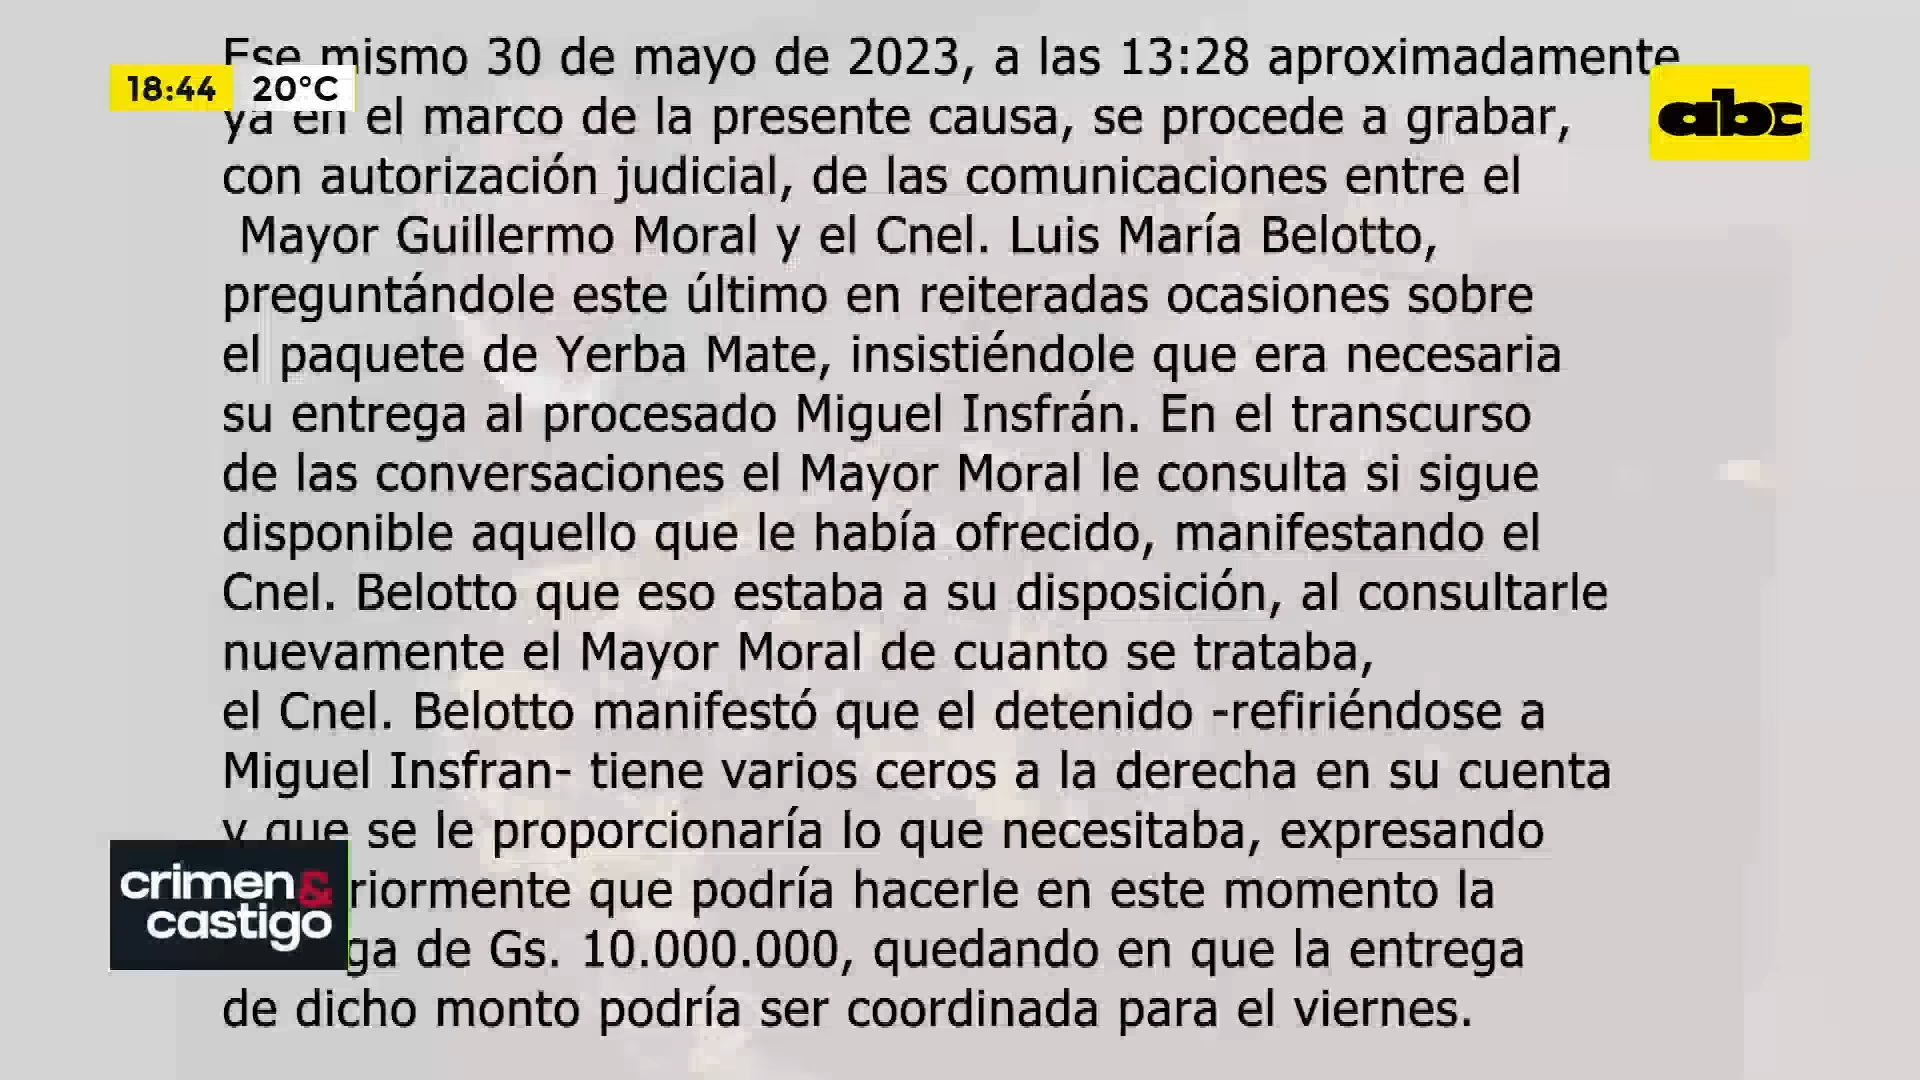 Ese mismo 30 de mayo de 2023, a las 13:28 aproximadamente
18:44 20°C
abc
ya en el marco de la presente causa, se procede a grabar,
con autorización judicial, de las comunicaciones entre el
Mayor Guillermo Moral y el Cnel. Luis María Belotto,
preguntándole este último en reiteradas ocasiones sobre
el paquete de Yerba Mate, insistiéndole que era necesaria
su entrega al procesado Miguel Insfrán. En el transcurso
de las conversaciones el Mayor Moral le consulta si sigue
disponible aquello que le había ofrecido, manifestando el
Cnel. Belotto que eso estaba a su disposición, al consultarle
nuevamente el Mayor Moral de cuanto se trataba,
el Cnel. Belotto manifestó que el detenido -refiriéndose a
Miguel Insfran- tiene varios ceros a la derecha en su cuenta
y que se le proporcionaría lo que necesitaba, expresando
crimen&
castigo
que podría hacerle en este momento la
de Gs. 10.000.000, quedando en que la entrega
de dicho monto podría ser coordinada para el viernes.